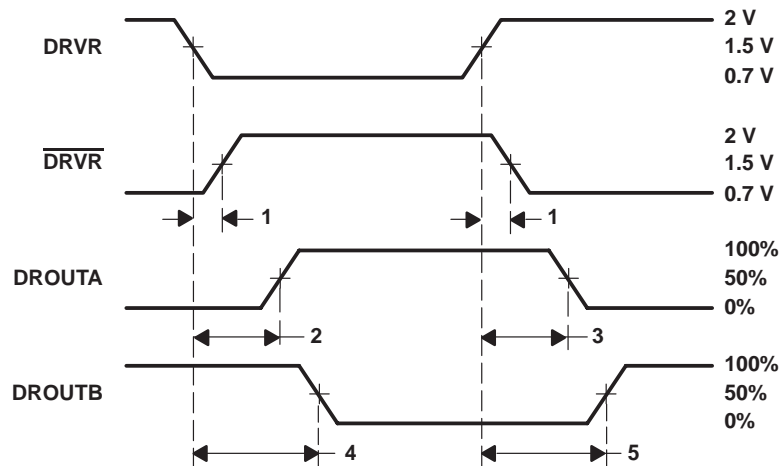 DRVR
2 V
1.5 V
0.7 V
DRVR
2 V
1.5 V
0.7 V
1
1
DROUTA
100%
50%
0%
2
3
DROUTB
100%
50%
0%
4
5